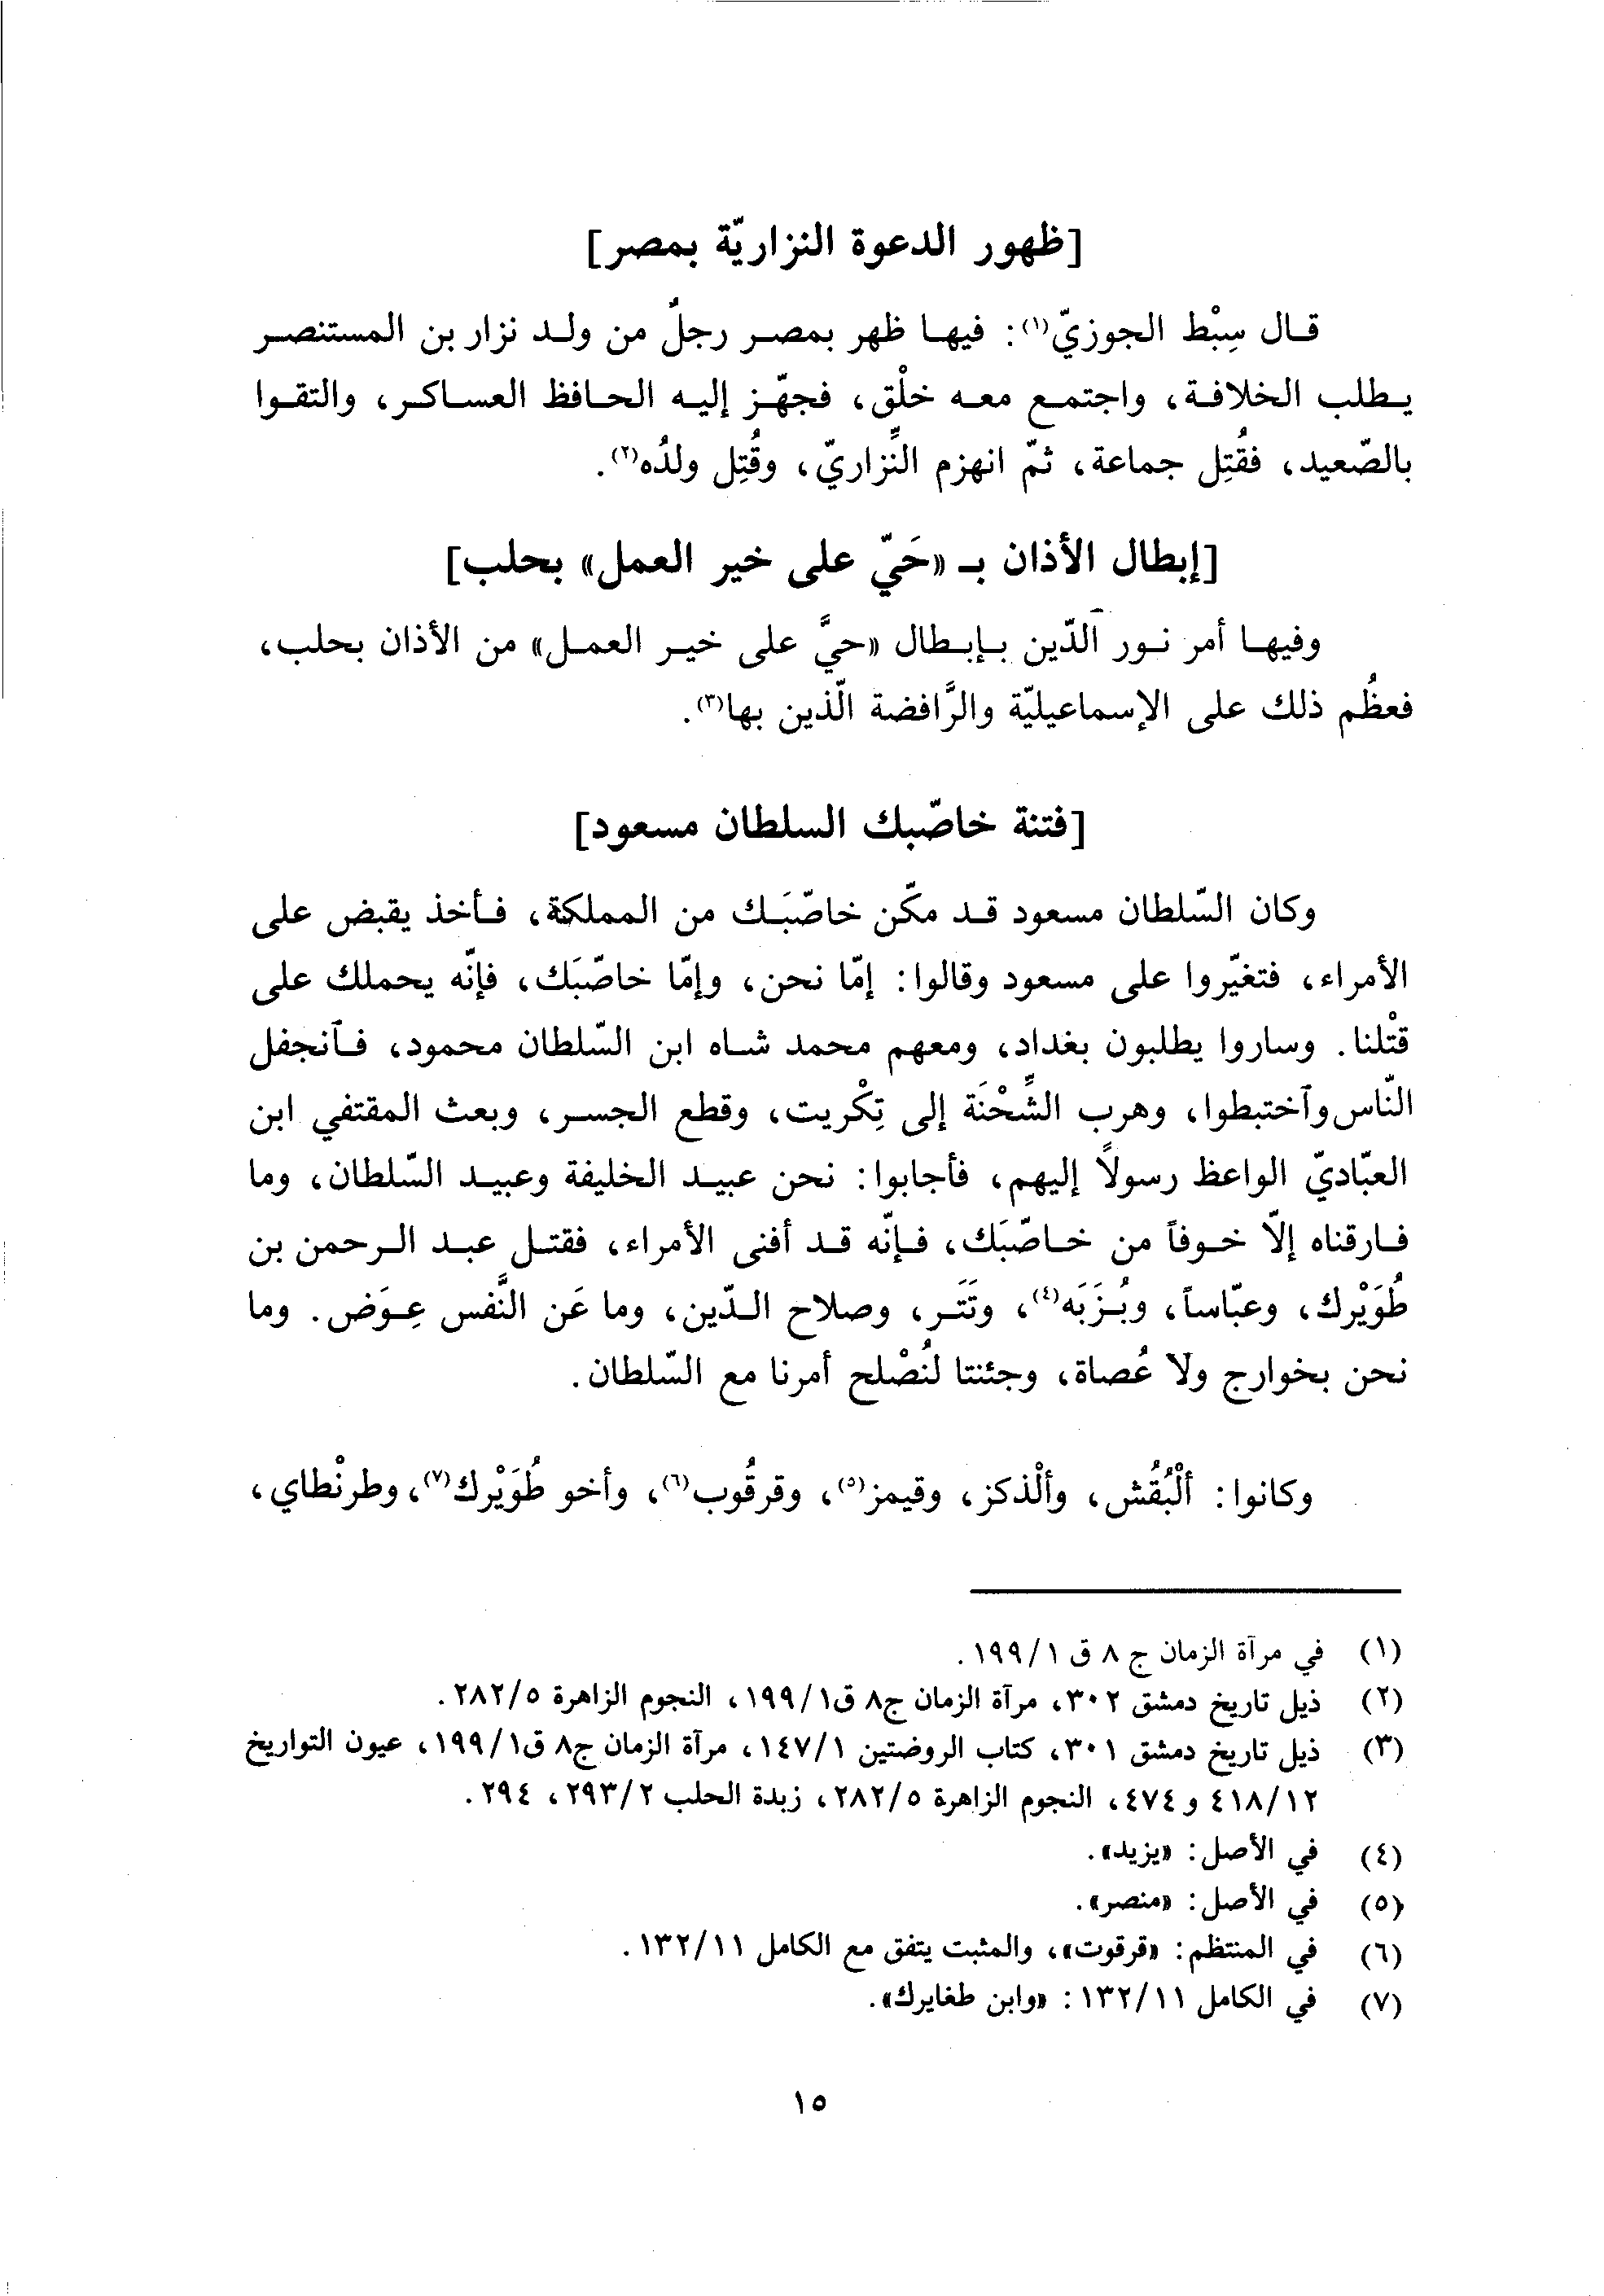 [ظهور الدعوة النزاريّة بمصر]
قال سِبْط الجوزيّ(١): فيها ظهر بمصر رجلٌ من ولد نزار بن المستنصر
يطلب الخلافة، واجتمع معه خلْق، فجهّز إليه الحافظ العساكر، والتقوا
بالصّعيد، فقُتِل جماعة، ثمّ انهزم النِّزاريّ، وقُتِل ولدُه(٢).
[إبطال الأذان بـ «حَيّ على خير العمل» بحلب]
وفيها أمر نور الدّين بإبطال «حيَّ على خير العمل» من الأذان بحلب،
فعظُم ذلك على الإسماعيليّة والرَّافضة الّذين بها(٣).
[فتنة خاصّبك السلطان مسعود]
وكان السّلطان مسعود قد مكّن خاصّبَك من المملكة، فأخذ يقبض على
الأمراء، فتغيّروا على مسعود وقالوا: إمّا نحن، وإمّا خاصّبَك، فإنّه يحملك على
قتْلنا. وساروا يطلبون بغداد، ومعهم محمد شاه ابن السّلطان محمود، فٱنجفل
النّاس وٱختبطوا، وهرب الشِّحْنَة إلى تِكْريت، وقطع الجسر، وبعث المقتفي ابن
العبّاديّ الواعظ رسولاً إليهم، فأجابوا: نحن عبيد الخليفة وعبيد السّلطان، وما
فارقناه إلاّ خوفاً من خاصّبَك، فإنّه قد أفنى الأمراء، فقتل عبد الرحمن بن
طُوَيْرك، وعبّاساً، وبُزَبَه(٤)، وتَتَر، وصلاح الدّين، وما عَن النَّفس عِوَض. وما
نحن بخوارج ولا عُصاة، وجئنتا لنُصْلح أمرنا مع السّلطان.
وكانوا: ألْبُقُش، وألْذكز، وقيمز(٥)، وقرقُوب(٦)، وأخو طُوَيْرك(٧)، وطرنْطاي،
(١) في مرآة الزمان ج ٨ ق ١/ ١٩٩.
(٢) ذيل تاريخ دمشق ٣٠٢، مرآة الزمان ج٨ ق١/ ١٩٩، النجوم الزاهرة ٥/ ٢٨٢.
(٣) ذيل تاريخ دمشق ٣٠١، كتاب الروضتين ١/ ١٤٧، مرآة الزمان ج٨ ق١/ ١٩٩، عيون التواريخ
١٢/ ٤١٨ و ٤٧٤، النجوم الزاهرة ٥/ ٢٨٢، زبدة الحلب ٢/ ٢٩٣، ٢٩٤.
(٤) في الأصل: «يزيد».
(٥) في الأصل: «منصر».
(٦) في المنتظم: «قرقوت»، والمثبت يتفق مع الكامل ١١/ ١٣٢.
(٧) في الكامل ١١/ ١٣٢: «وابن طغايرك».
١٥